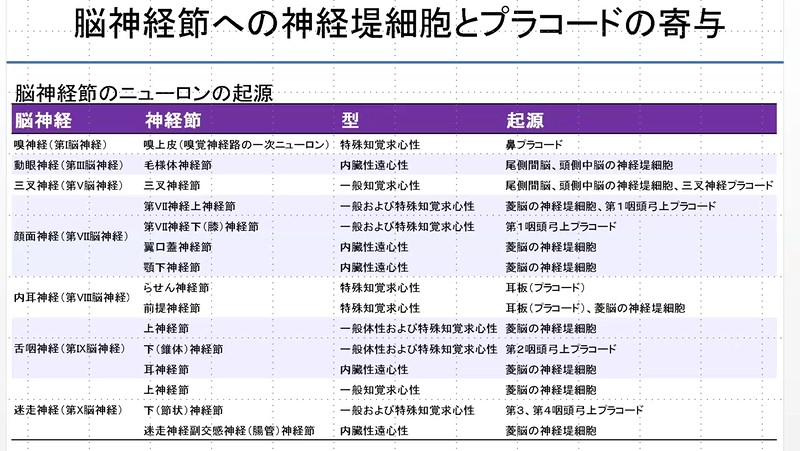 脳神経節への神経堤細胞とプラコードの寄与
脳神経節のニューロンの起源
脳神経 神経節 型 起源
嗅神経(第Ⅰ脳神経) 嗅上皮(嗅覚神経路の一次ニューロン) 特殊知覚求心性 鼻プラコード
動眼神経(第Ⅲ脳神経) 毛様体神経節 内臓性遠心性 尾側間脳、頭側中脳の神経堤細胞
三叉神経(第Ⅴ脳神経) 三叉神経節 一般知覚求心性 尾側間脳、頭側中脳の神経堤細胞、三叉神経プラコード
第Ⅶ神経上神経節 一般および特殊知覚求心性 菱脳の神経堤細胞、第1咽頭弓上プラコード
顔面神経(第Ⅶ脳神経) 第Ⅶ神経下(膝)神経節 一般および特殊知覚求心性 第1咽頭弓上プラコード
翼口蓋神経節 内臓性遠心性 菱脳の神経堤細胞
顎下神経節 内臓性遠心性 菱脳の神経堤細胞
内耳神経(第Ⅷ脳神経) らせん神経節 特殊知覚求心性 耳板(プラコード)
前提神経節 特殊知覚求心性 耳板(プラコード)、菱脳の神経堤細胞
上神経節 一般体性および特殊知覚求心性 菱脳の神経堤細胞
舌咽神経(第Ⅸ脳神経) 下(錐体)神経節 一般体性および特殊知覚求心性 第2咽頭弓上プラコード
耳神経節 内臓性遠心性 菱脳の神経堤細胞
上神経節 一般知覚求心性 菱脳の神経堤細胞
迷走神経(第Ⅹ脳神経) 下(節状)神経節 一般および特殊知覚求心性 第3、第4咽頭弓上プラコード
迷走神経副交感神経(腸管)神経節 内臓性遠心性 菱脳の神経堤細胞